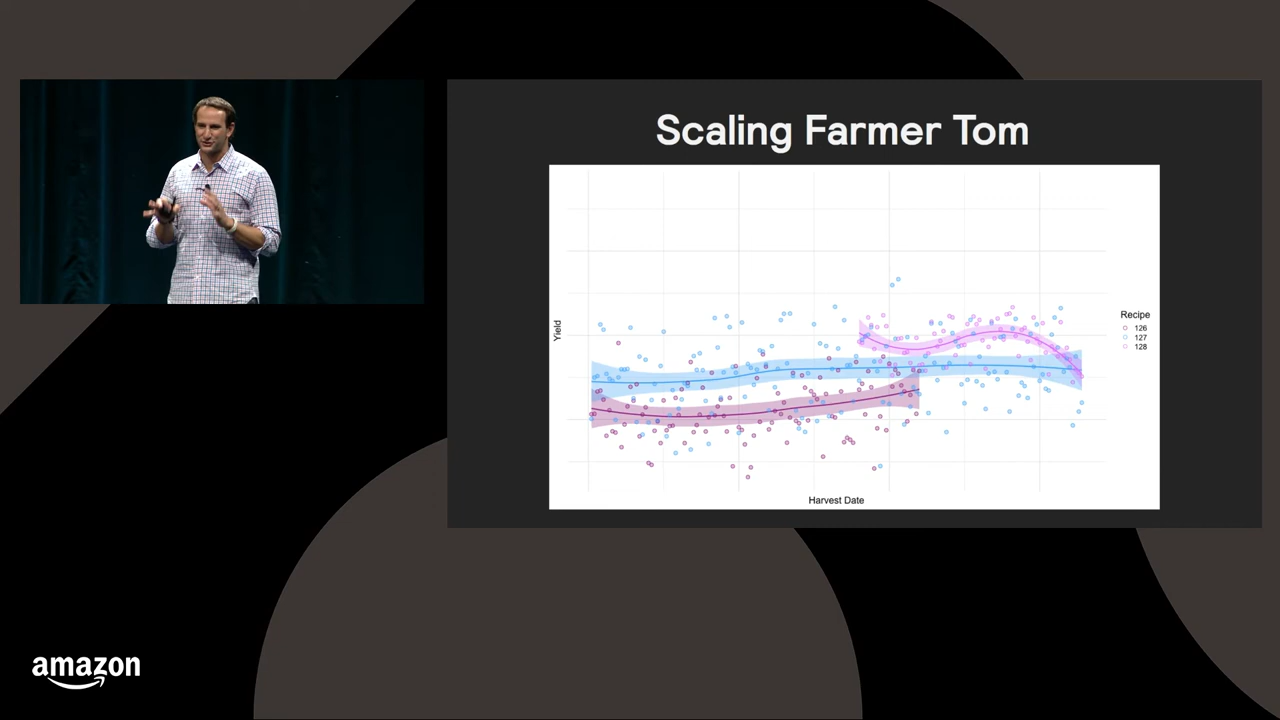 Scaling Farmer Tom
Yield
Recipe
126
127
128
Harvest Date
amazon